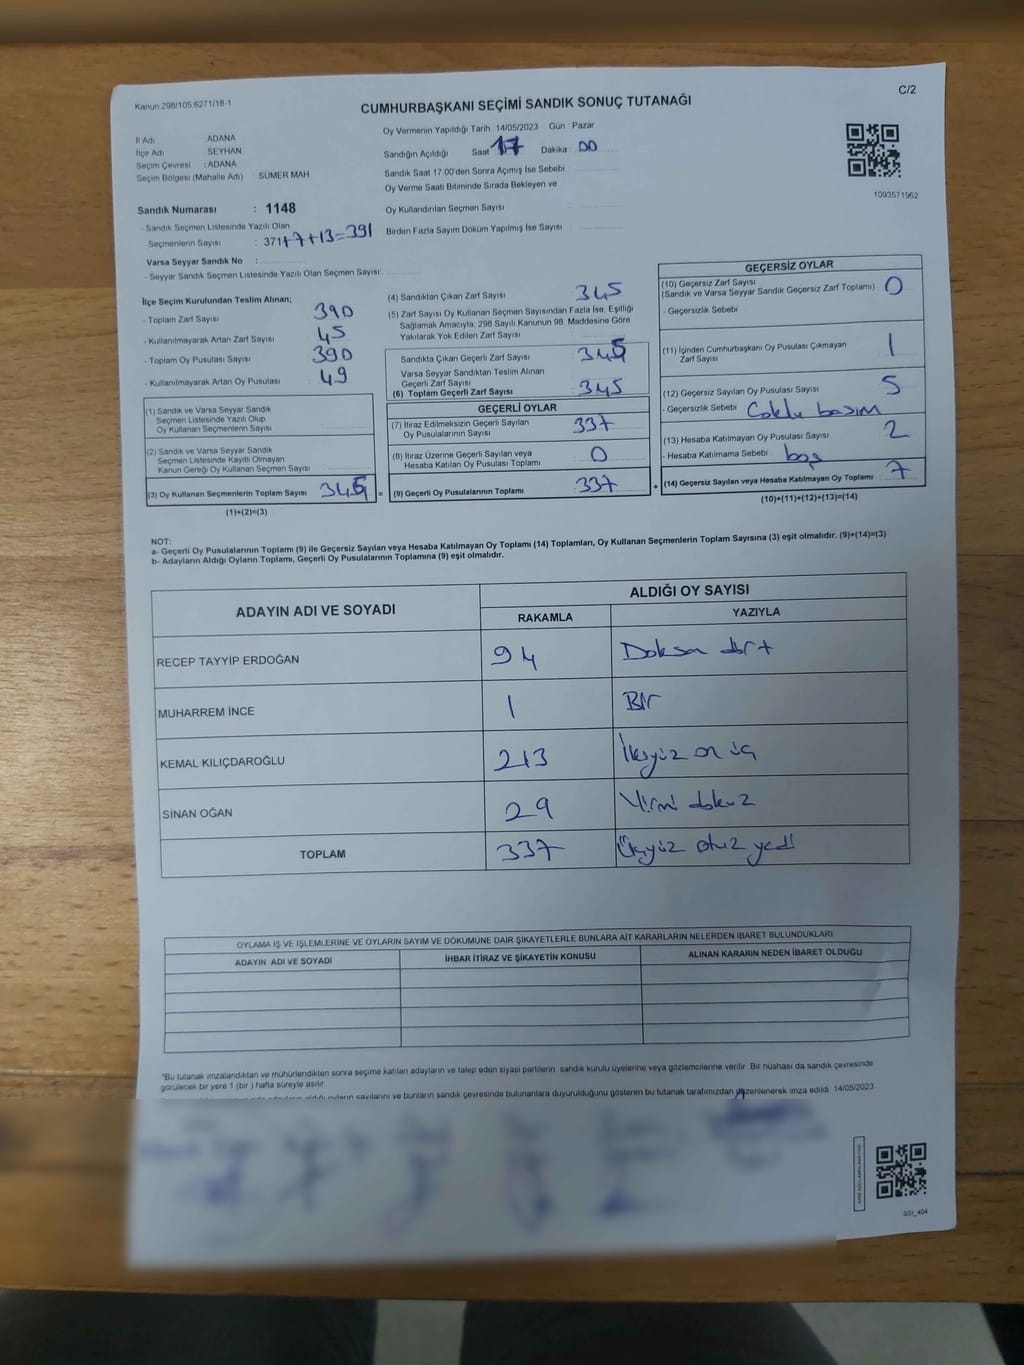 Kanun:298/105,6271/18-1
CUMHURBAŞKANI SEÇİMİ SANDIK SONUÇ TUTANAĞI
C/2
İl Adı ADANA
İlçe Adı SEYHAN
Seçim Çevresi : ADANA
Seçim Bölgesi (Mahalle Adı) : SÜMER MAH
Oy Vermenin Yapıldığı Tarih :14/05/2023 Gün : Pazar
Sandığın Açıldığı Saat 17 Dakika : 00
Sandık Saat 17:00'den Sonra Açımış İse Sebebi
Oy Verme Saati Bitiminde Sırada Bekleyen ve
Oy Kullandırılan Seçmen Sayısı :
Birden Fazla Sayım Döküm Yapılmış İse Sayısı :
1093571962
Sandık Numarası : 1148
- Sandık Seçmen Listesinde Yazılı Olan
Seçmenlerin Sayısı : 371+7+13=391
Varsa Seyyar Sandık No :
- Seyyar Sandık Seçmen Listesinde Yazılı Olan Seçmen Sayısı
İlçe Seçim Kurulundan Teslim Alınan;
- Toplam Zarf Sayısı 390
- Kullanılmayarak Artan Zarf Sayısı 45
- Toplam Oy Pusulası Sayısı 390
- Kullanılmayarak Artan Oy Pusulası 49
(1) Sandık ve Varsa Seyyar Sandık
Seçmen Listesinde Yazılı Olup
Oy Kullanan Seçmenlerin Sayısı
(2) Sandık ve Varsa Seyyar Sandık
Seçmen Listesinde Kayıtlı Olmayan
Kanun Gereği Oy Kullanan Seçmen Sayısı
(3) Oy Kullanan Seçmenlerin Toplam Sayısı 345 =
(1)+(2)=(3)
(4) Sandıktan Çıkan Zarf Sayısı 345
(5) Zarf Sayısı Oy Kullanan Seçmen Sayısından Fazla İse, Eşitliği
Sağlamak Amacıyla, 298 Sayılı Kanunun 98. Maddesine Göre
Yakılarak Yok Edilen Zarf Sayısı
Sandıkta Çıkan Geçerli Zarf Sayısı 345
Varsa Seyyar Sandıktan Teslim Alınan
Geçerli Zarf Sayısı
(6) Toplam Geçerli Zarf Sayısı 345
GEÇERLİ OYLAR
(7) İtiraz Edilmeksizin Geçerli Sayılan
Oy Pusulalarının Sayısı 337
(8) İtiraz Üzerine Geçerli Sayılan veya
Hesaba Katılan Oy Pusulası Toplamı 0
(9) Geçerli Oy Pusulalarının Toplamı 337 +
GEÇERSİZ OYLAR
(10) Geçersiz Zarf Sayısı
(Sandık ve Varsa Seyyar Sandık Geçersiz Zarf Toplamı) 0
- Geçersizlik Sebebi
(11) İçinden Cumhurbaşkanı Oy Pusulası Çıkmayan
Zarf Sayısı 1
(12) Geçersiz Sayılan Oy Pusulası Sayısı 5
- Geçersizlik Sebebi Çoklu basım
(13) Hesaba Katılmayan Oy Pusulası Sayısı 2
- Hesaba Katılmama Sebebi boş
(14) Geçersiz Sayılan veya Hesaba Katılmayan Oy Toplamı 7
(10)+(11)+(12)+(13)=(14)
NOT:
a- Geçerli Oy Pusulalarının Toplamı (9) ile Geçersiz Sayılan veya Hesaba Katılmayan Oy Toplamı (14) Toplamları, Oy Kullanan Seçmenlerin Toplam Sayısına (3) eşit olmalıdır. (9)+(14)=(3)
b- Adayların Aldığı Oyların Toplamı, Geçerli Oy Pusulalarının Toplamına (9) eşit olmalıdır.
ADAYIN ADI VE SOYADI
ALDIĞI OY SAYISI
RAKAMLA YAZIYLA
RECEP TAYYİP ERDOĞAN 94 Doksan dört
MUHARREM İNCE 1 Bir
KEMAL KILIÇDAROĞLU 213 İkiyüz on üç
SİNAN OĞAN 29 Yirmi dokuz
TOPLAM 337 Üçyüz otuz yedi
OYLAMA İŞ VE İŞLEMLERİNE VE OYLARIN SAYIM VE DÖKÜMÜNE DAİR ŞİKAYETLERLE BUNLARA AİT KARARLARIN NELERDEN İBARET BULUNDUKLARI
ADAYIN ADI VE SOYADI İHBAR İTİRAZ VE ŞİKAYETİN KONUSU ALINAN KARARIN NEDEN İBARET OLDUĞU
"Bu tutanak imzalandıktan ve mühürlendikten sonra seçime katılan adayların ve talep eden siyasi partilerin sandık kurulu üyelerine veya gözlemcilerine verilir. Bir nüshası da sandık çevresinde
görülecek bir yere 1 (bir ) hafta süreyle asılır.
aldığı oyların sayılarını ve bunların sandık çevresinde bulunanlara duyurulduğunu gösteren bu tutanak tarafımızdan düzenlenerek imza edildi. 14/05/2023
SSI_404